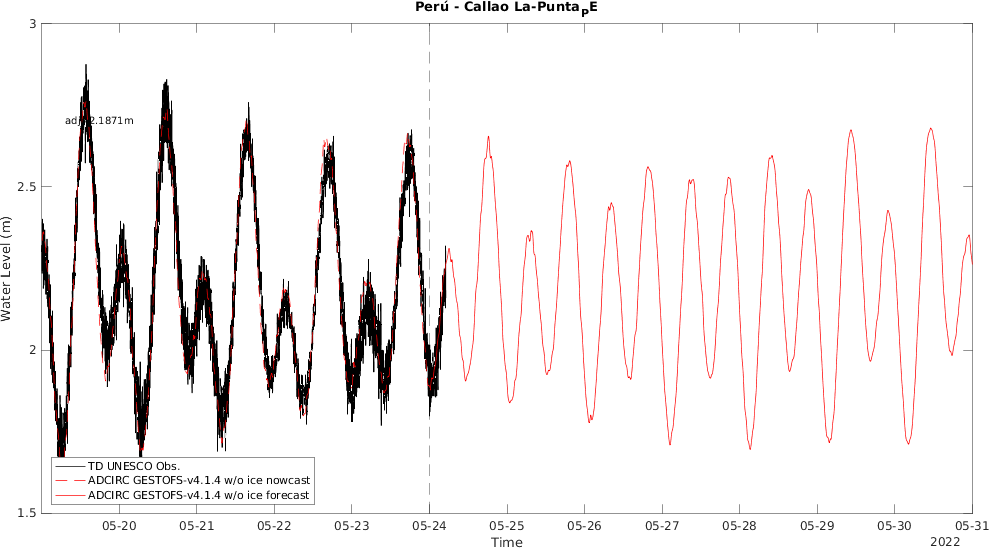 Perú - Callao La-Punta_PE
3
ad
2.1871m
2.5
Water Level (m)
2
TD UNESCO Obs.
ADCIRC GESTOFS-v4.1.4 w/o ice nowcast
ADCIRC GESTOFS-v4.1.4 w/o ice forecast
1.5
05-20 05-21 05-22 05-23 05-24 05-25 05-26 05-27 05-28 05-29 05-30 05-31
Time
2022